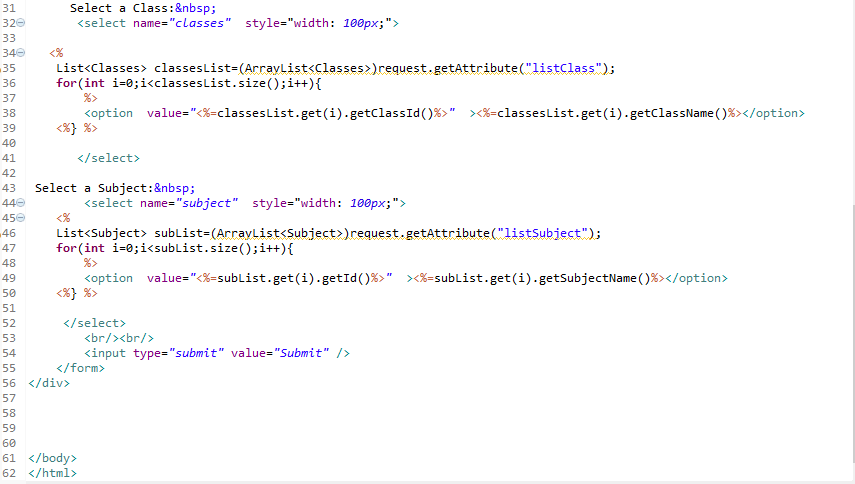 31 Select a Class:&nbsp;
32 <select name="classes" style="width: 100px;">
33
34 <%
35 List<Classes> classesList=(ArrayList<Classes>)request.getAttribute("listClass");
36 for(int i=0;i<classesList.size();i++){
37 %>
38 <option value="<%=classesList.get(i).getClassId()%>" ><%=classesList.get(i).getClassName()%></option>
39 <%} %>
40
41 </select>
42
43 Select a Subject:&nbsp;
44 <select name="subject" style="width: 100px;">
45 <%
46 List<Subject> subList=(ArrayList<Subject>)request.getAttribute("listSubject");
47 for(int i=0;i<subList.size();i++){
48 %>
49 <option value="<%=subList.get(i).getId()%>" ><%=subList.get(i).getSubjectName()%></option>
50 <%} %>
51
52 </select>
53 <br/><br/>
54 <input type="submit" value="Submit" />
55 </form>
56 </div>
57
58
59
60
61 </body>
62 </html>